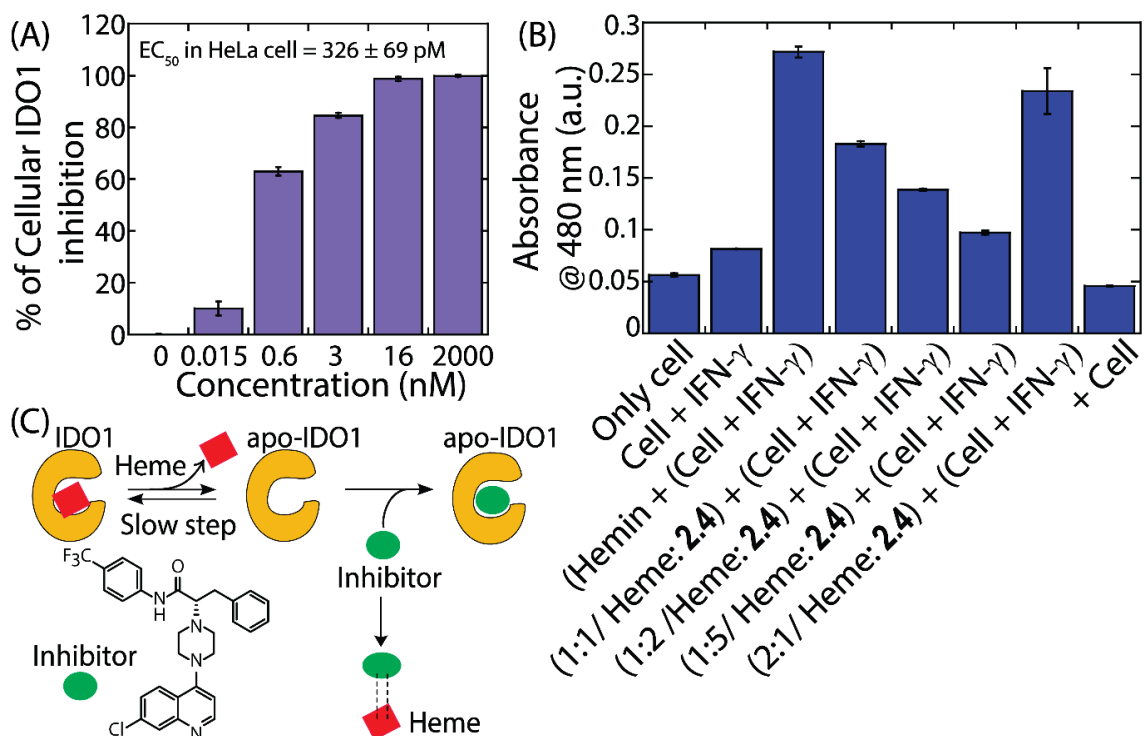 (A)
% of Cellular IDO1
inhibition
120
100
80
60
40
20
0
EC50 in HeLa cell = 326 ± 69 pM
0 0.015 0.6 3 16 2000
Concentration (nM)
(B)
Absorbance
@ 480 nm (a.u.)
0.3
0.25
0.2
0.15
0.1
0.05
0
Only cell
Cell + IFN-γ
(Hemin + (Cell + IFN-γ)
(1:1/ Heme: 2.4) + (Cell + IFN-γ)
(1:2 /Heme: 2.4) + (Cell + IFN-γ)
(1:5/ Heme: 2.4) + (Cell + IFN-γ)
(2:1/ Heme: 2.4) + (Cell + IFN-γ)
+ Cell
(C)
IDO1
Heme
Slow step
apo-IDO1
apo-IDO1
Inhibitor
Heme
Inhibitor
F3C
O
N
H
N
N
Cl
N